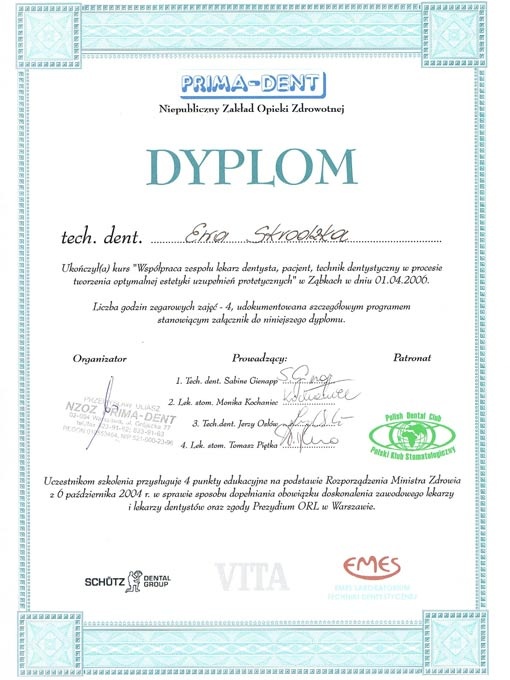 PRIMA-DENT
Niepubliczny Zakład Opieki Zdrowotnej
DYPLOM
tech. dent. Ewa Skrodzka
Ukończył(a) kurs "Współpraca zespołu lekarz dentysta, pacjent, technik dentystyczny w procesie
tworzenia optymalnej estetyki uzupełnień protetycznych" w Ząbkach w dniu 01.04.2006.
Liczba godzin zegarowych zajęć - 4, udokumentowana szczegółowym programem
stanowiącym załącznik do niniejszego dyplomu.
Organizator Prowadzący: Patronat
1. Tech. dent. Sabine Gienapp
2. Lek. stom. Monika Kochaniec
3. Tech.dent. Jerzy Osłów
4. Lek. stom. Tomasz Piętka
ULIASZ
NZOZ PRIMA-DENT
Polish Dental Club
Polski Klub Stomatologiczny
Uczestnikom szkolenia przysługuje 4 punkty edukacyjne na podstawie Rozporządzenia Ministra Zdrowia
z 6 października 2004 r. w sprawie sposobu dopełniania obowiązku doskonalenia zawodowego lekarzy
i lekarzy dentystów oraz zgody Prezydium ORL w Warszawie.
SCHÜTZ DENTAL GROUP
VITA
EMES
EMES LABORATORIUM
TECHNIKI DENTYSTYCZNEJ